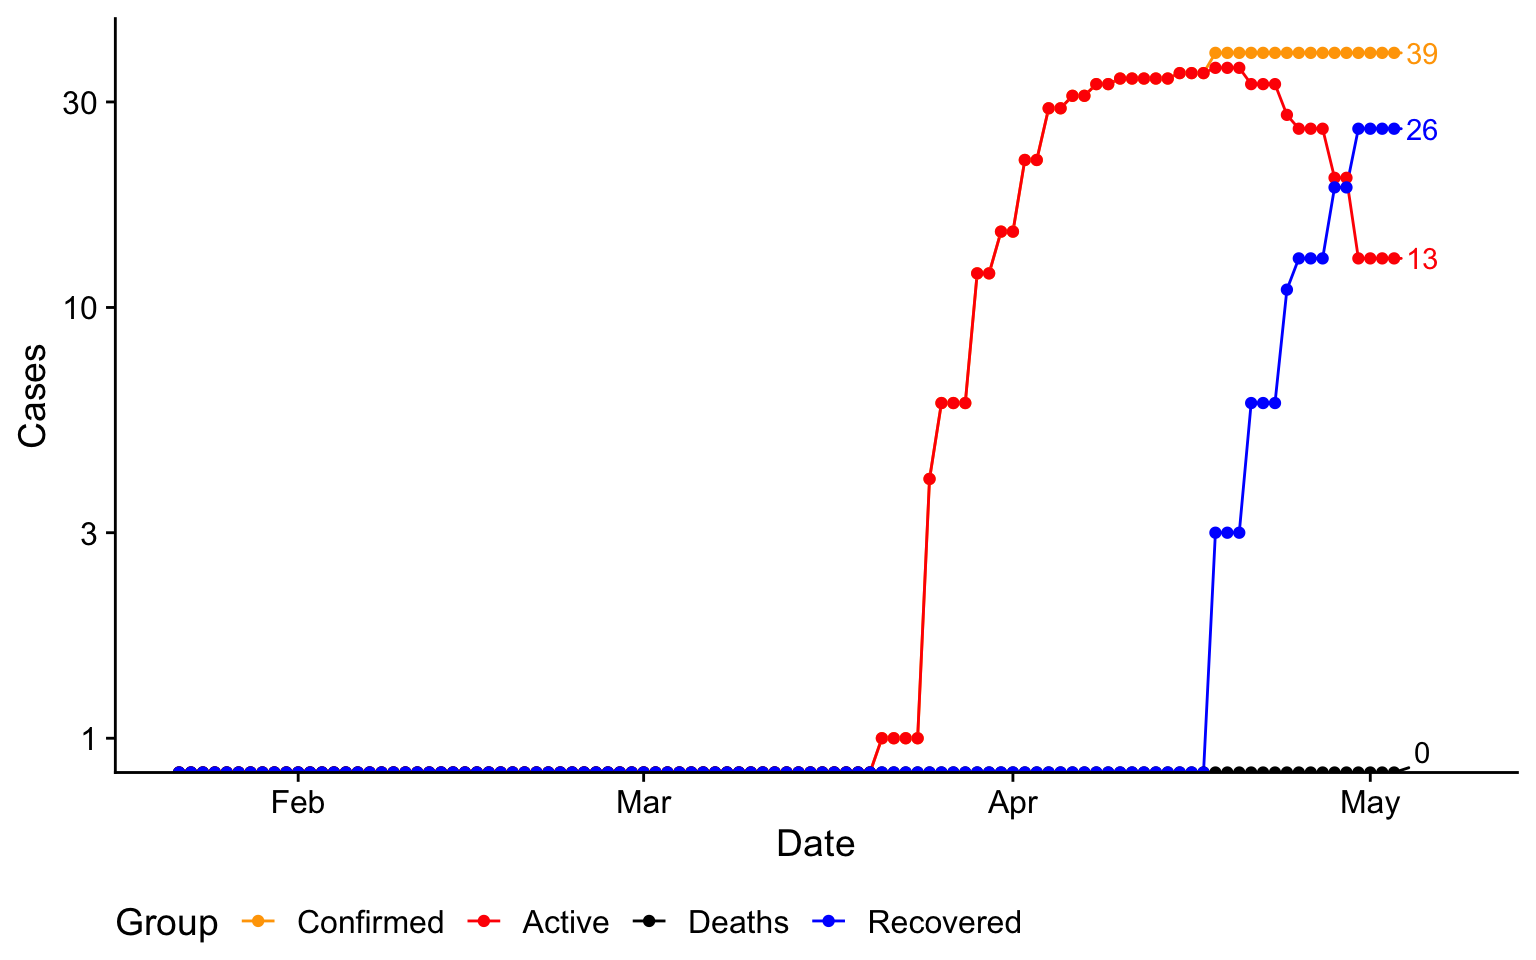 39
30
26
13
10
Cases
3
1
0
Feb Mar Apr May
Date
Group Confirmed Active Deaths Recovered